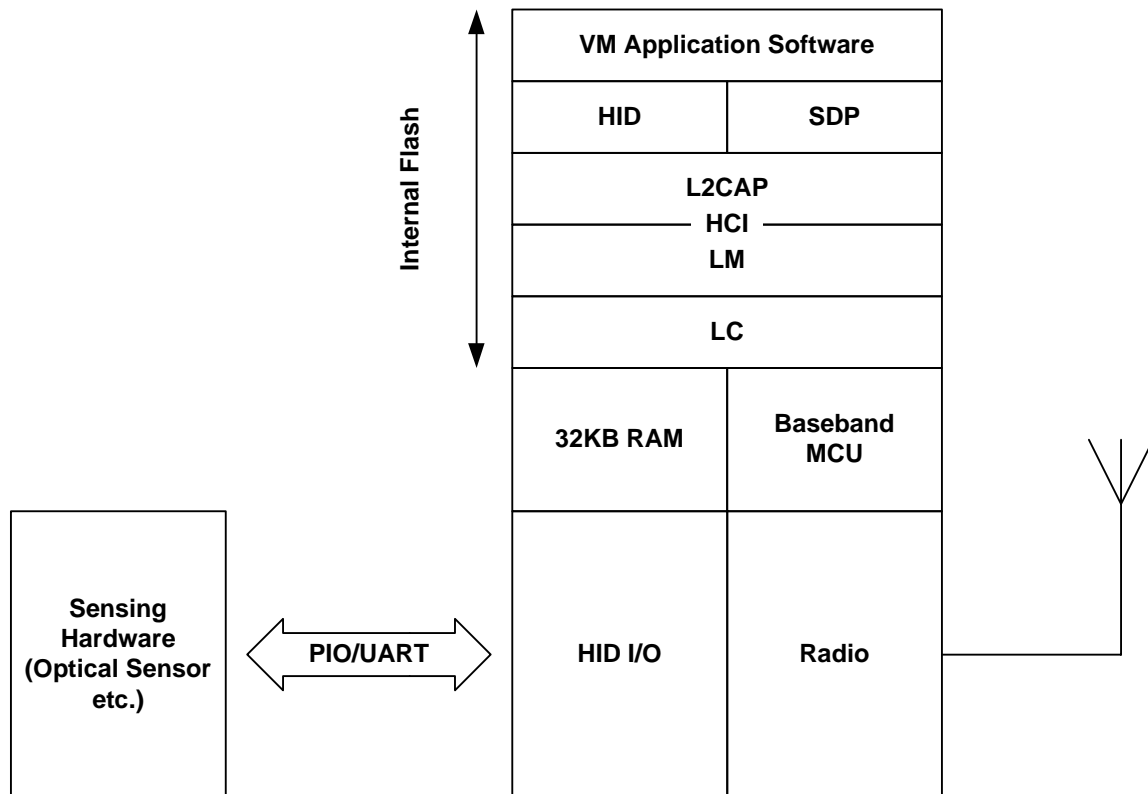 VM Application Software
HID
SDP
Internal Flash
L2CAP
HCI
LM
LC
32KB RAM
Baseband
MCU
Sensing
Hardware
(Optical Sensor
etc.)
PIO/UART
HID I/O
Radio